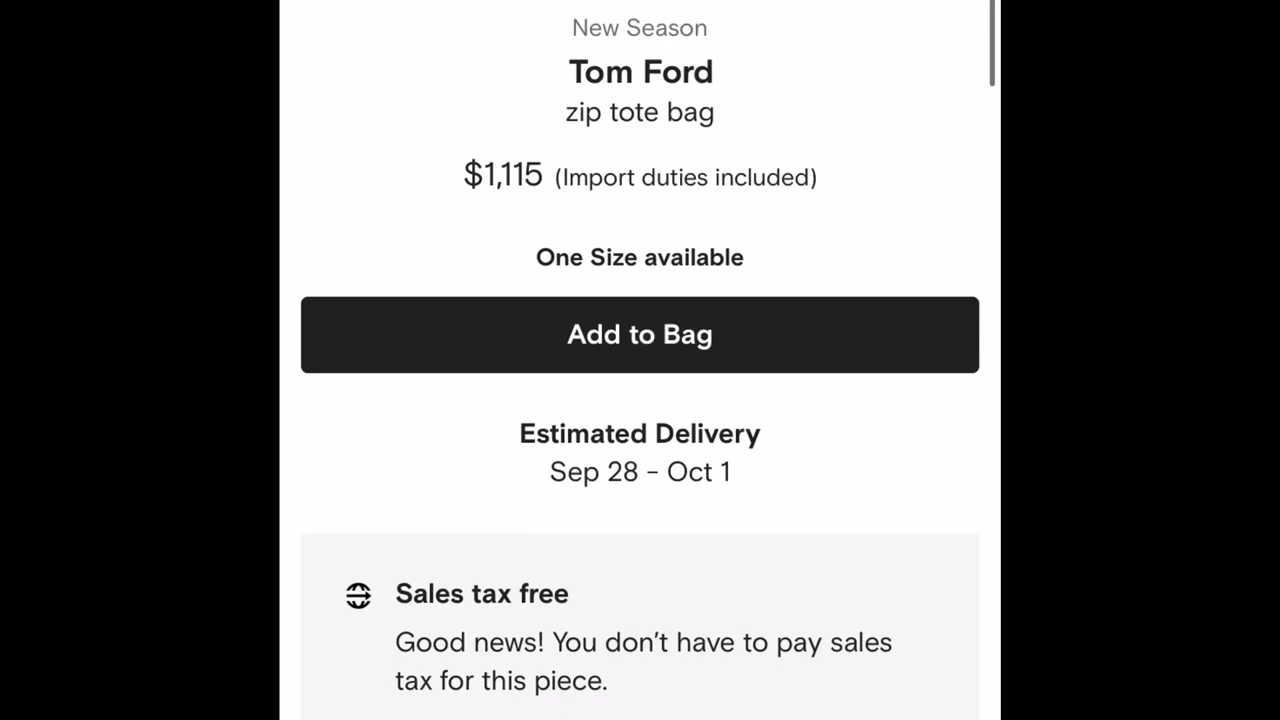 New Season
Tom Ford
zip tote bag
$1,115 (Import duties included)
One Size available
Add to Bag
Estimated Delivery
Sep 28 – Oct 1
Sales tax free
Good news! You don’t have to pay sales
tax for this piece.